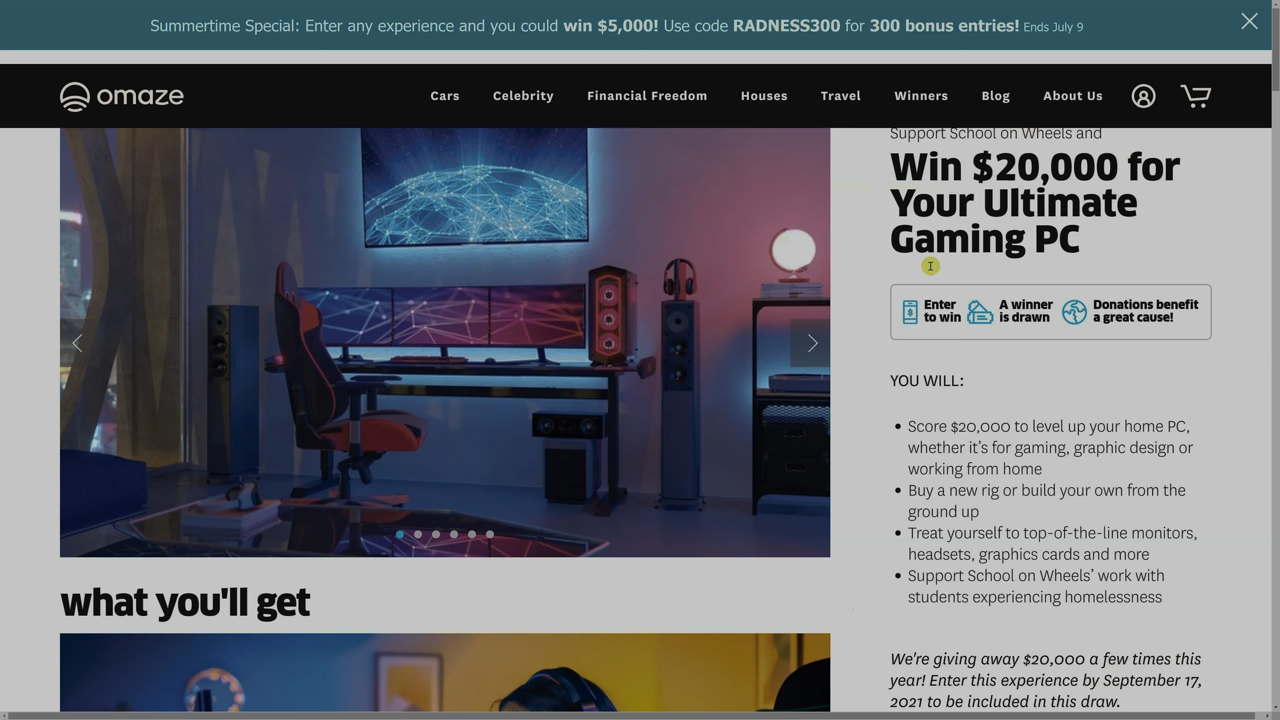 Summertime Special: Enter any experience and you could win $5,000! Use code RADNESS300 for 300 bonus entries! Ends July 9
omaze
Cars Celebrity Financial Freedom Houses Travel Winners Blog About Us
Support School on Wheels and
Win $20,000 for
Your Ultimate
Gaming PC
Enter
to win
A winner
is drawn
Donations benefit
a great cause!
YOU WILL:
• Score $20,000 to level up your home PC,
whether it's for gaming, graphic design or
working from home
• Buy a new rig or build your own from the
ground up
• Treat yourself to top-of-the-line monitors,
headsets, graphics cards and more
• Support School on Wheels' work with
students experiencing homelessness
We're giving away $20,000 a few times this
year! Enter this experience by September 17,
2021 to be included in this draw.
what you'll get